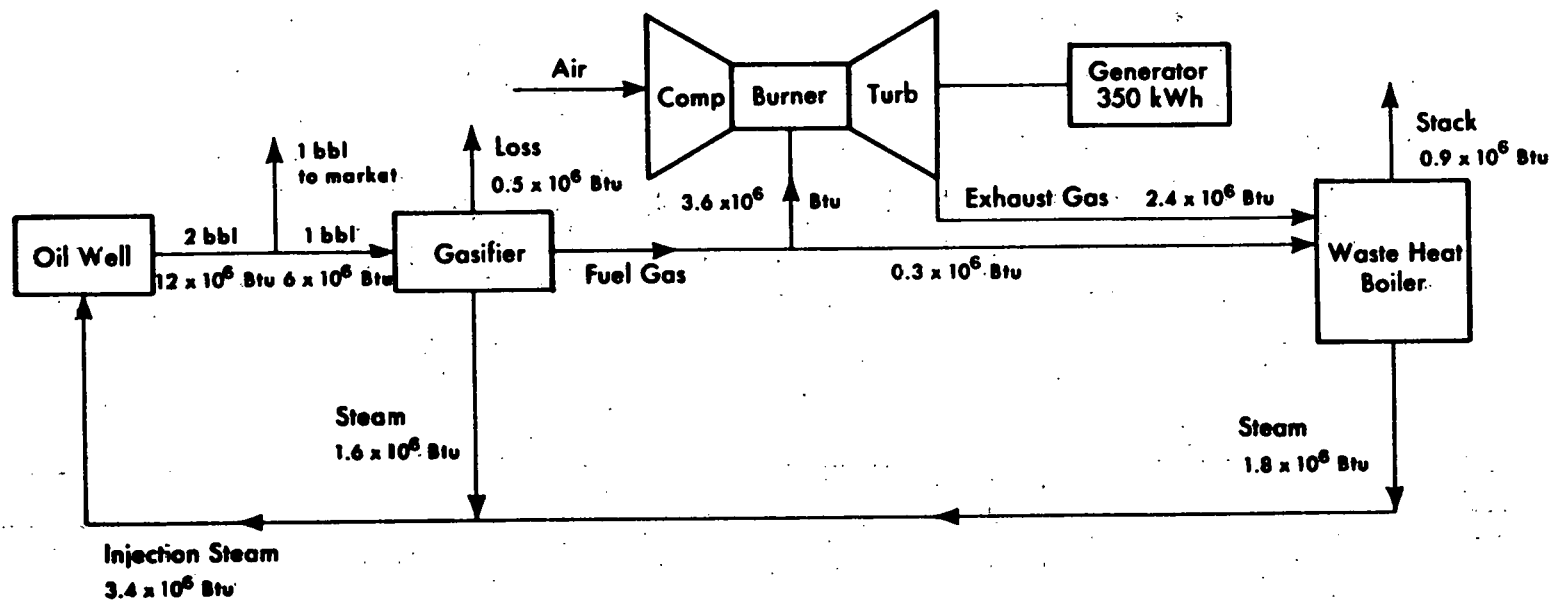 Air
Comp
Burner
Turb
Generator
350 kWh
Stack
0.9 x 10⁶ Btu
1 bbl
to market
Loss
0.5 x 10⁶ Btu
3.6 x10⁶ Btu
Exhaust Gas 2.4 x 10⁶ Btu
Oil Well
2 bbl
12 x 10⁶ Btu
1 bbl
6 x 10⁶ Btu
Gasifier
Fuel Gas
0.3 x 10⁶ Btu
Waste Heat
Boiler
Steam
1.6 x 10⁶ Btu
Steam
1.8 x 10⁶ Btu
Injection Steam
3.4 x 10⁶ Btu